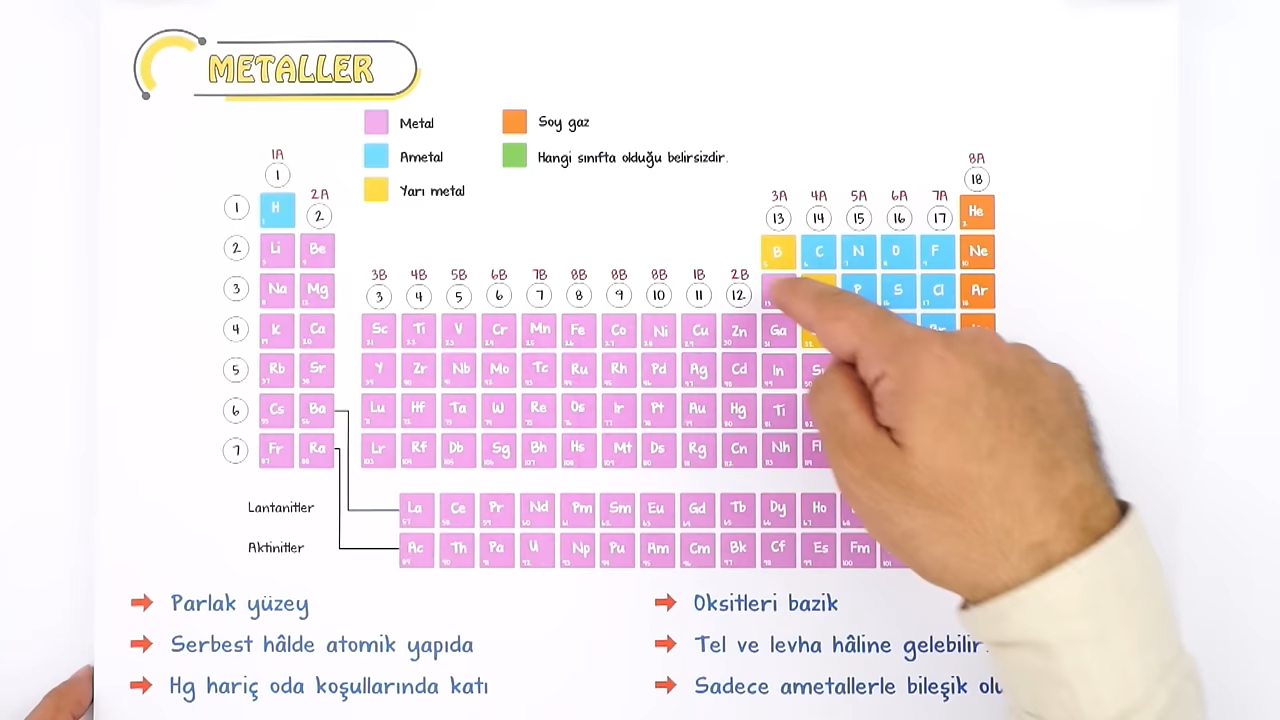 METALLER
Metal
Soy gaz
Ametal
Hangi sınıfta olduğu belirsizdir.
Yarı metal
1A
8A
1
18
2A
3A 4A 5A 6A 7A
1 H 2 13 14 15 16 17 He
2 Li Be B C N O F Ne
3B 4B 5B 6B 7B 8B 8B 8B 1B 2B
3 Na Mg 3 4 5 6 7 8 9 10 11 12 P S Cl Ar
4 K Ca Sc Ti V Cr Mn Fe Co Ni Cu Zn Ga Br
5 Rb Sr Y Zr Nb Mo Tc Ru Rh Pd Ag Cd In
6 Cs Ba Lu Hf Ta W Re Os Ir Pt Au Hg Ti
7 Fr Ra Lr Rf Db Sg Bh Hs Mt Ds Rg Cn Nh Fl
Lantanitler La Ce Pr Nd Pm Sm Eu Gd Tb Dy Ho
Aktinitler Ac Th Pa U Np Pu Am Cm Bk Cf Es Fm
Parlak yüzey
Serbest hâlde atomik yapıda
Hg hariç oda koşullarında katı
Oksitleri bazik
Tel ve levha hâline gelebilir.
Sadece ametallerle bileşik